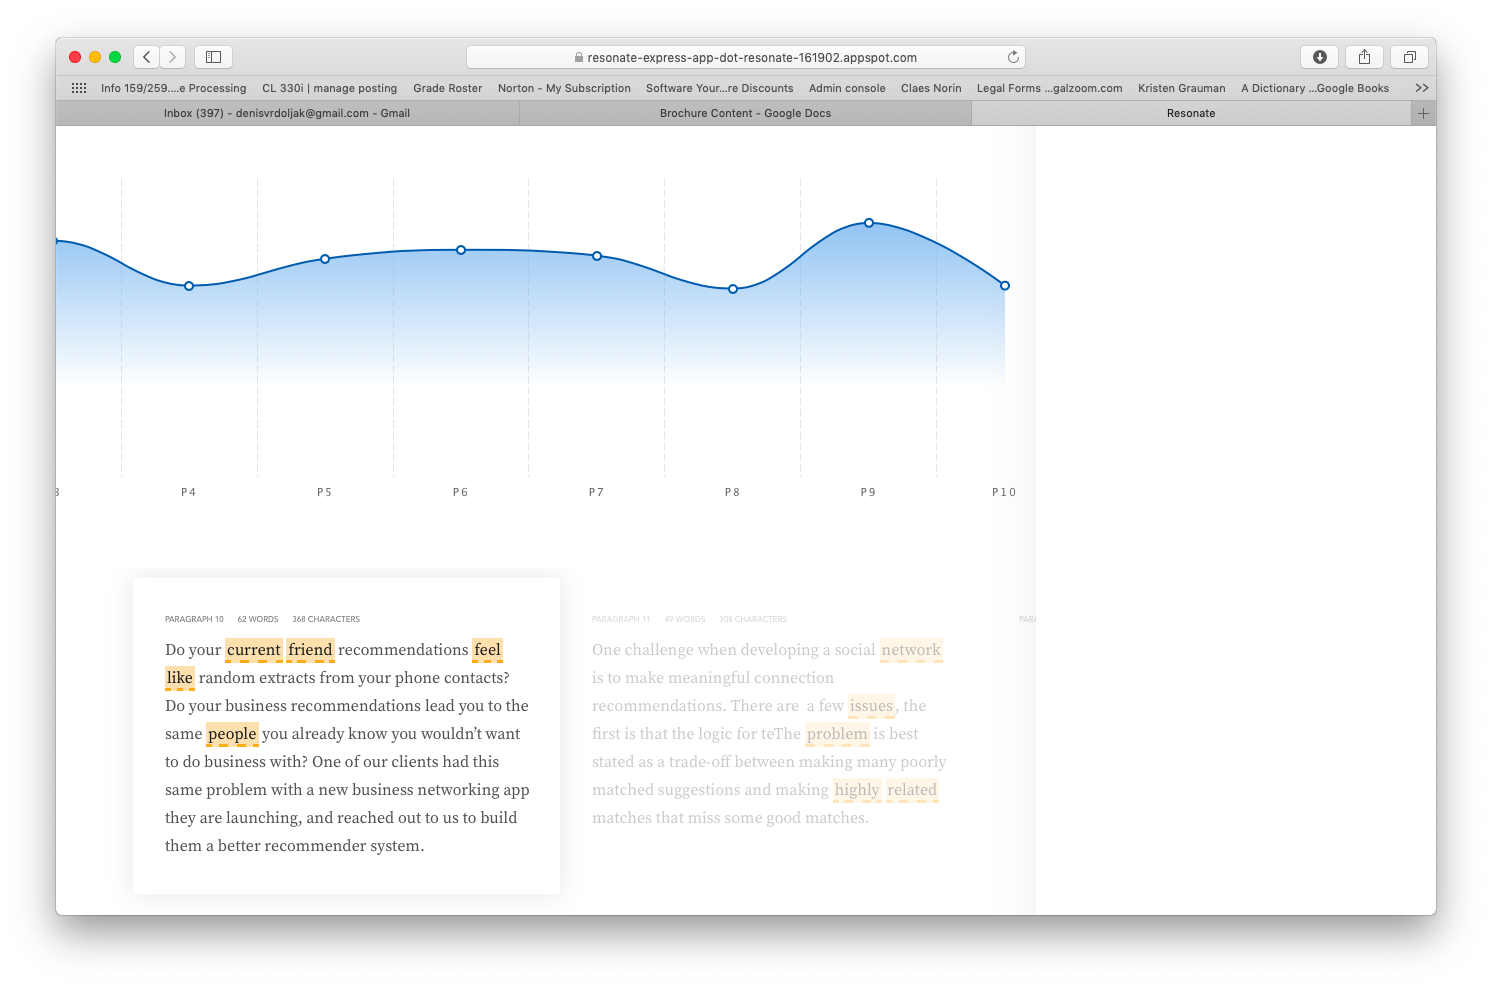 resonate-express-app-dot-resonate-161902.appspot.com
Info 159/259....e Processing CL 330i | manage posting Grade Roster Norton - My Subscription Software Your...re Discounts Admin console Claes Norin Legal Forms ...galzoom.com Kristen Grauman A Dictionary ...Google Books
Inbox (397) - denisvrdoljak@gmail.com - Gmail Brochure Content - Google Docs Resonate
P4 P5 P6 P7 P8 P9 P10
PARAGRAPH 10 62 WORDS 368 CHARACTERS
Do your current friend recommendations feel
like random extracts from your phone contacts?
Do your business recommendations lead you to the
same people you already know you wouldn’t want
to do business with? One of our clients had this
same problem with a new business networking app
they are launching, and reached out to us to build
them a better recommender system.
PARAGRAPH 11 49 WORDS 308 CHARACTERS
One challenge when developing a social network
is to make meaningful connection
recommendations. There are a few issues, the
first is that the logic for teThe problem is best
stated as a trade-off between making many poorly
matched suggestions and making highly related
matches that miss some good matches.